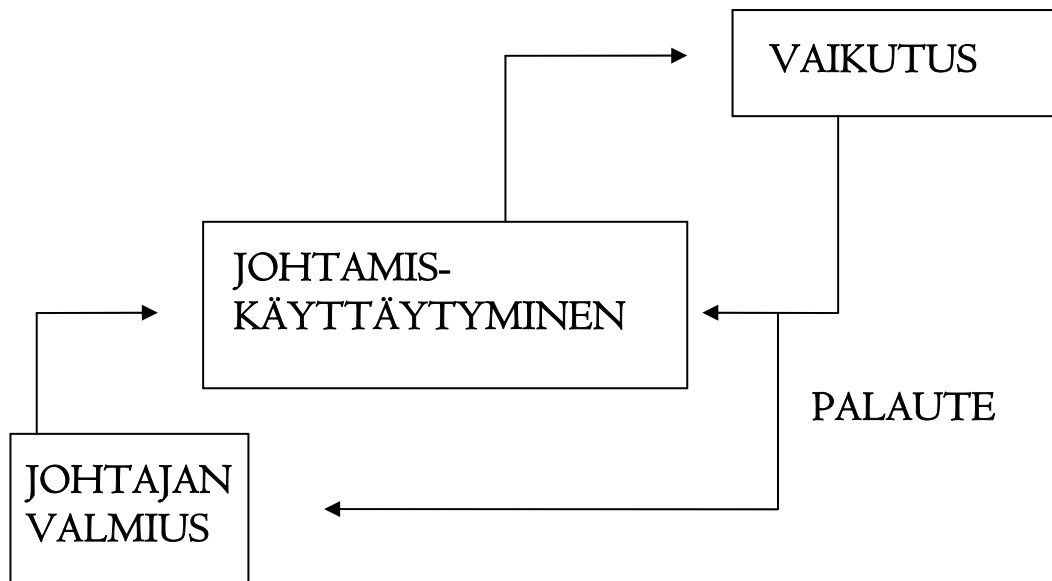 VAIKUTUS
JOHTAMIS-
KÄYTTÄYTYMINEN
PALAUTE
JOHTAJAN
VALMIUS